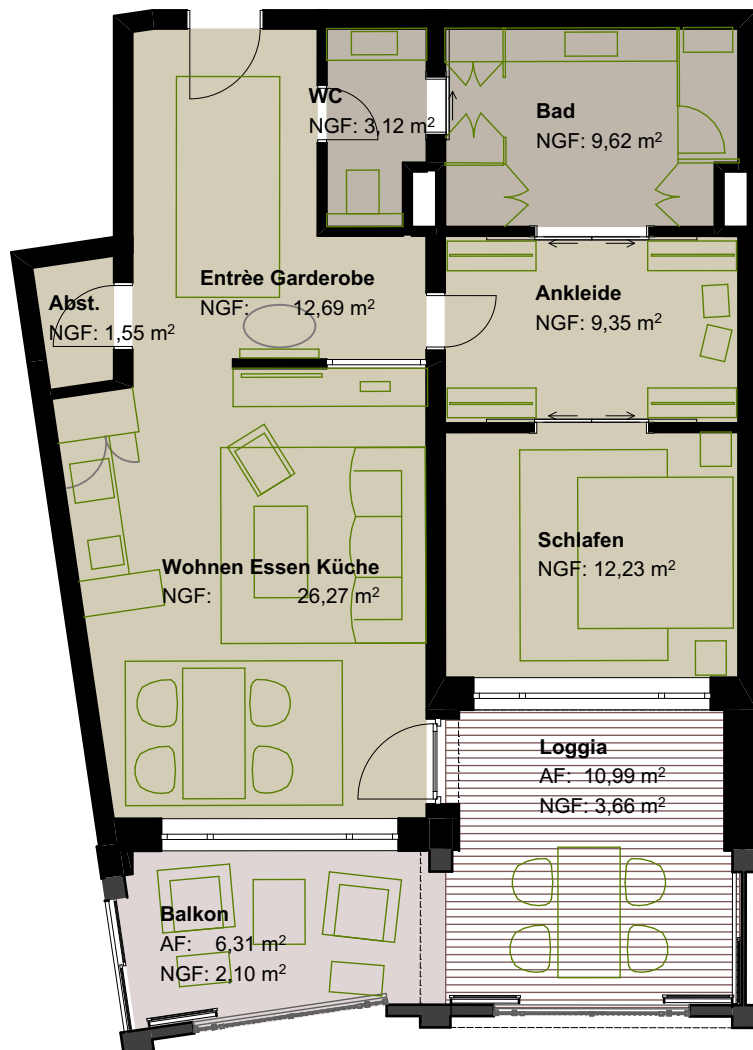 WC
NGF: 3,12 m²
Bad
NGF: 9,62 m²
Entrèe Garderobe
NGF: 12,69 m²
Abst.
NGF: 1,55 m²
Ankleide
NGF: 9,35 m²
Schlafen
NGF: 12,23 m²
Wohnen Essen Küche
NGF: 26,27 m²
Loggia
AF: 10,99 m²
NGF: 3,66 m²
Balkon
AF: 6,31 m²
NGF: 2,10 m²